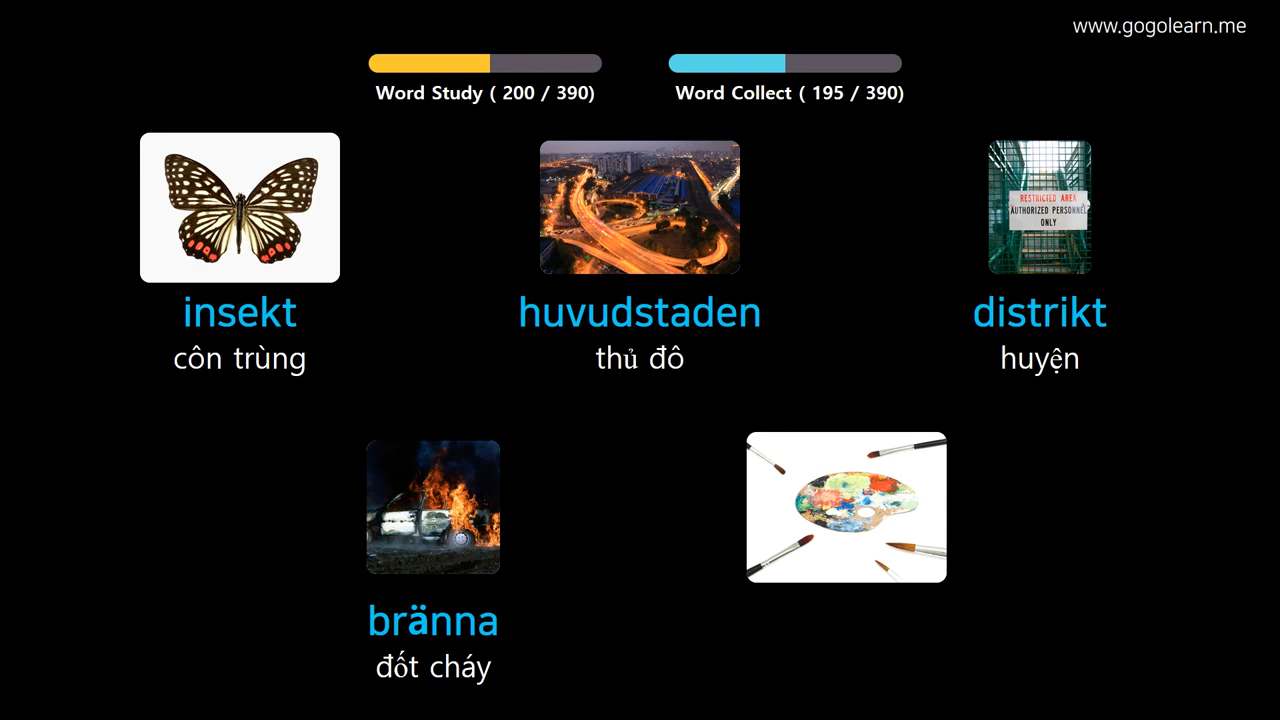 www.gogolearn.me
Word Study ( 200 / 390)
Word Collect ( 195 / 390)
RESTRICTED AREA
AUTHORIZED PERSONNEL
ONLY
insekt
huvudstaden
distrikt
côn trùng
thủ đô
huyện
bränna
đốt cháy